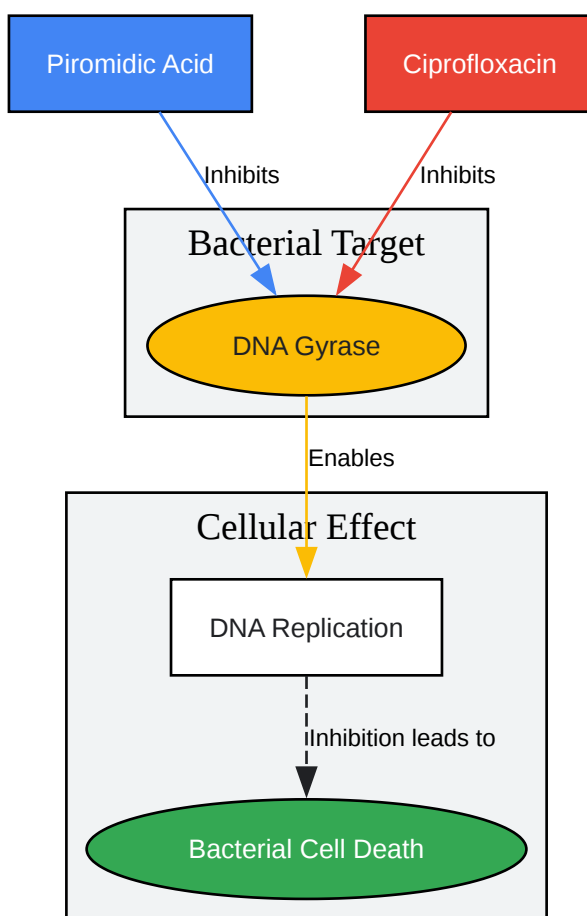 Piromidic Acid
Ciprofloxacin
Inhibits
Inhibits
Bacterial Target
DNA Gyrase
Enables
Cellular Effect
DNA Replication
Inhibition leads to
Bacterial Cell Death